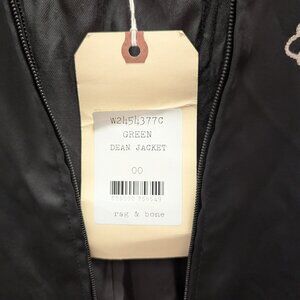 W2454377C
GREEN
DEAN JACKET
00
rag & bone